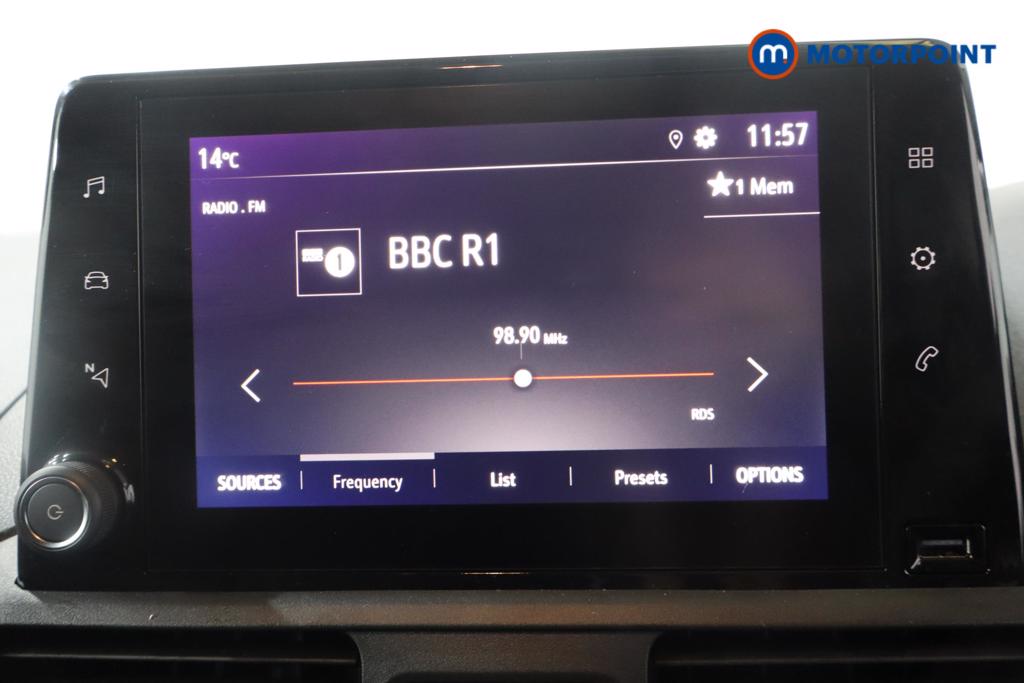 m MOTORPOINT
14°C
11:57
1 Mem
RADIO . FM
1
BBC R1
98.90 MHz
RDS
N
SOURCES | Frequency | List | Presets | OPTIONS